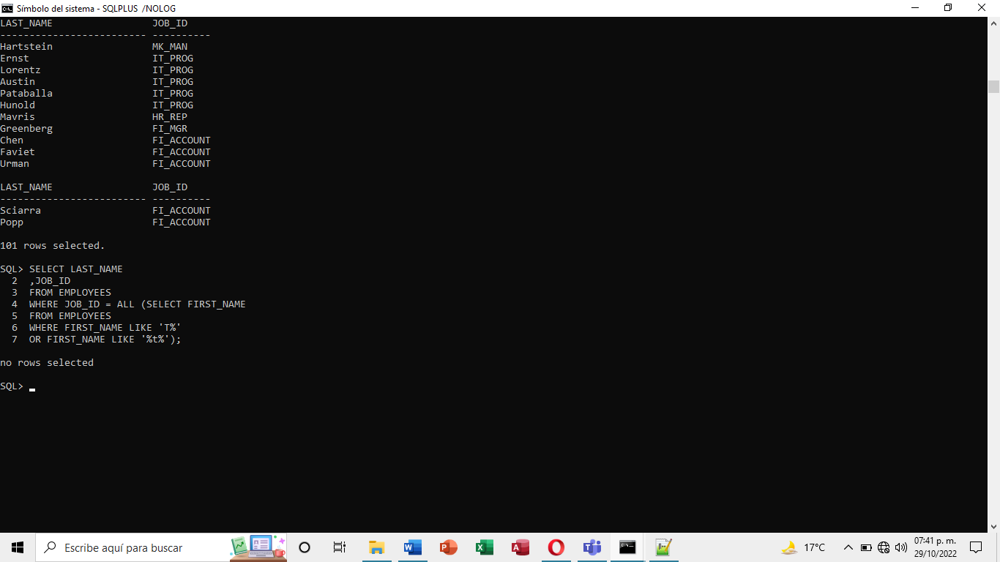 Símbolo del sistema - SQLPLUS /NOLOG
LAST_NAME                 JOB_ID
------------------------- ----------
Hartstein                 MK_MAN
Ernst                     IT_PROG
Lorentz                   IT_PROG
Austin                    IT_PROG
Pataballa                 IT_PROG
Hunold                    IT_PROG
Mavris                    HR_REP
Greenberg                 FI_MGR
Chen                      FI_ACCOUNT
Faviet                    FI_ACCOUNT
Urman                     FI_ACCOUNT
LAST_NAME                 JOB_ID
------------------------- ----------
Sciarra                   FI_ACCOUNT
Popp                      FI_ACCOUNT
101 rows selected.
SQL> SELECT LAST_NAME
  2  ,JOB_ID
  3  FROM EMPLOYEES
  4  WHERE JOB_ID = ALL (SELECT FIRST_NAME
  5  FROM EMPLOYEES
  6  WHERE FIRST_NAME LIKE 'T%'
  7  OR FIRST_NAME LIKE '%t%');
no rows selected
SQL>
Escribe aquí para buscar
17°C
07:41 p. m.
29/10/2022